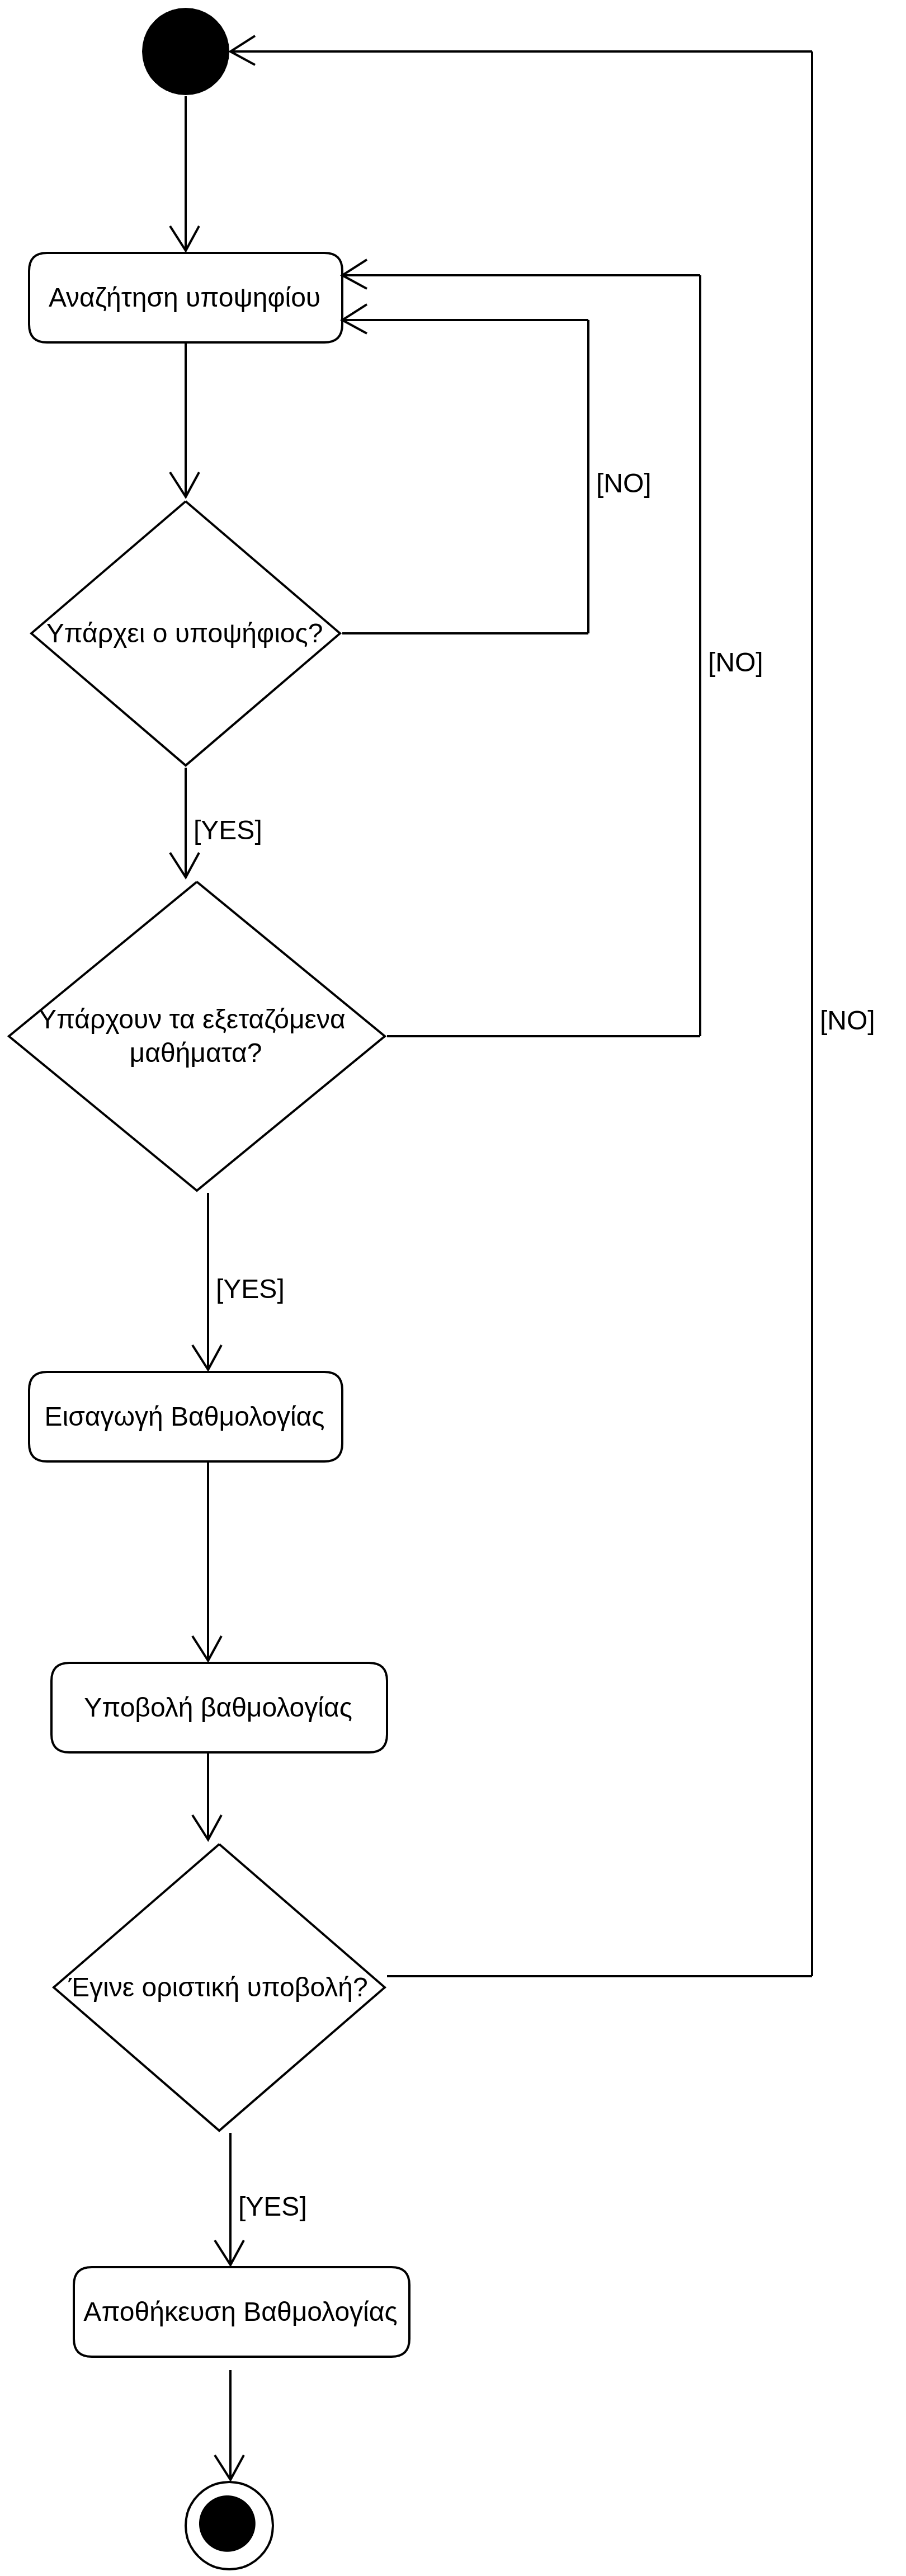 Αναζήτηση υποψηφίου
[NO]
Υπάρχει ο υποψήφιος?
[NO]
[YES]
Υπάρχουν τα εξεταζόμενα
μαθήματα?
[NO]
[YES]
Εισαγωγή Βαθμολογίας
Υποβολή βαθμολογίας
Έγινε οριστική υποβολή?
[YES]
Αποθήκευση Βαθμολογίας